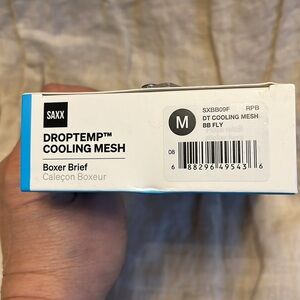 SAXX
DROPTEMP™
COOLING MESH
Boxer Brief
Caleçon Boxeur
M
SXBB09F RPB
DT COOLING MESH
BB FLY
08
6 88296 49543 6